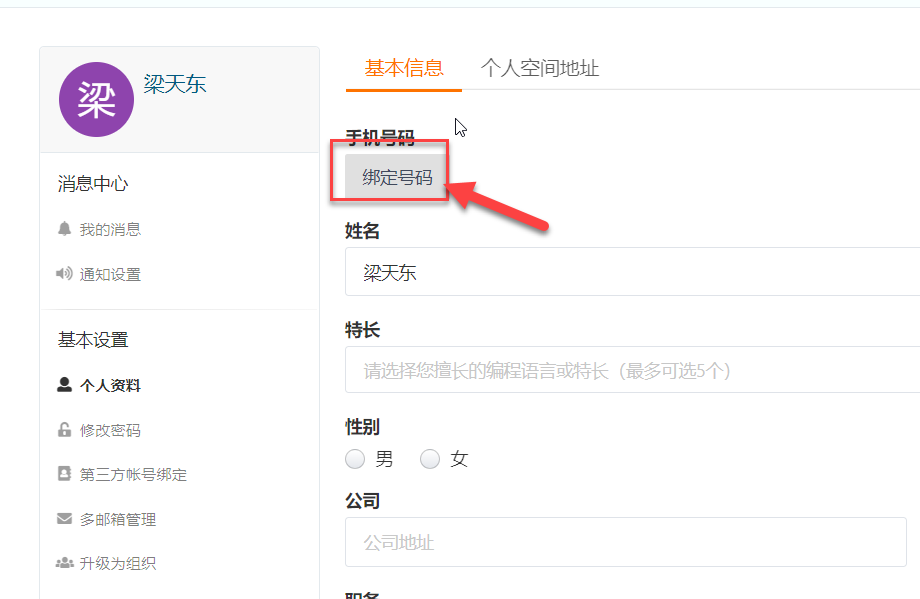 梁
梁天东
消息中心
我的消息
通知设置
基本设置
个人资料
修改密码
第三方帐号绑定
多邮箱管理
升级为组织
基本信息
个人空间地址
手机号码
绑定号码
姓名
梁天东
特长
请选择您擅长的编程语言或特长（最多可选5个）
性别
男
女
公司
公司地址
职务